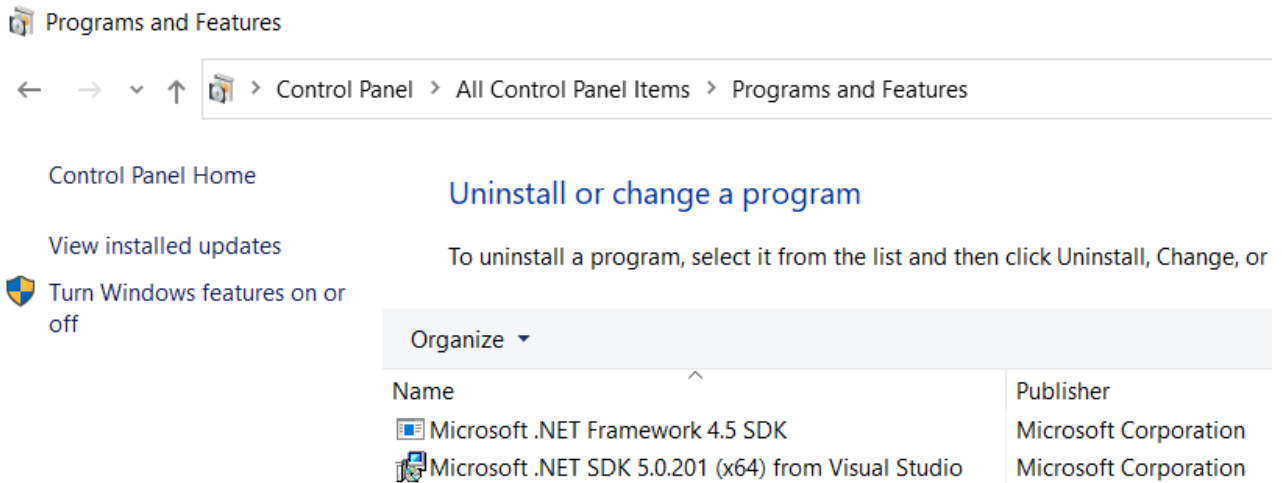 Programs and Features
Control Panel > All Control Panel Items > Programs and Features
Control Panel Home
View installed updates
Turn Windows features on or
off
Uninstall or change a program
To uninstall a program, select it from the list and then click Uninstall, Change, or
Organize
Name Publisher
Microsoft .NET Framework 4.5 SDK Microsoft Corporation
Microsoft .NET SDK 5.0.201 (x64) from Visual Studio Microsoft Corporation